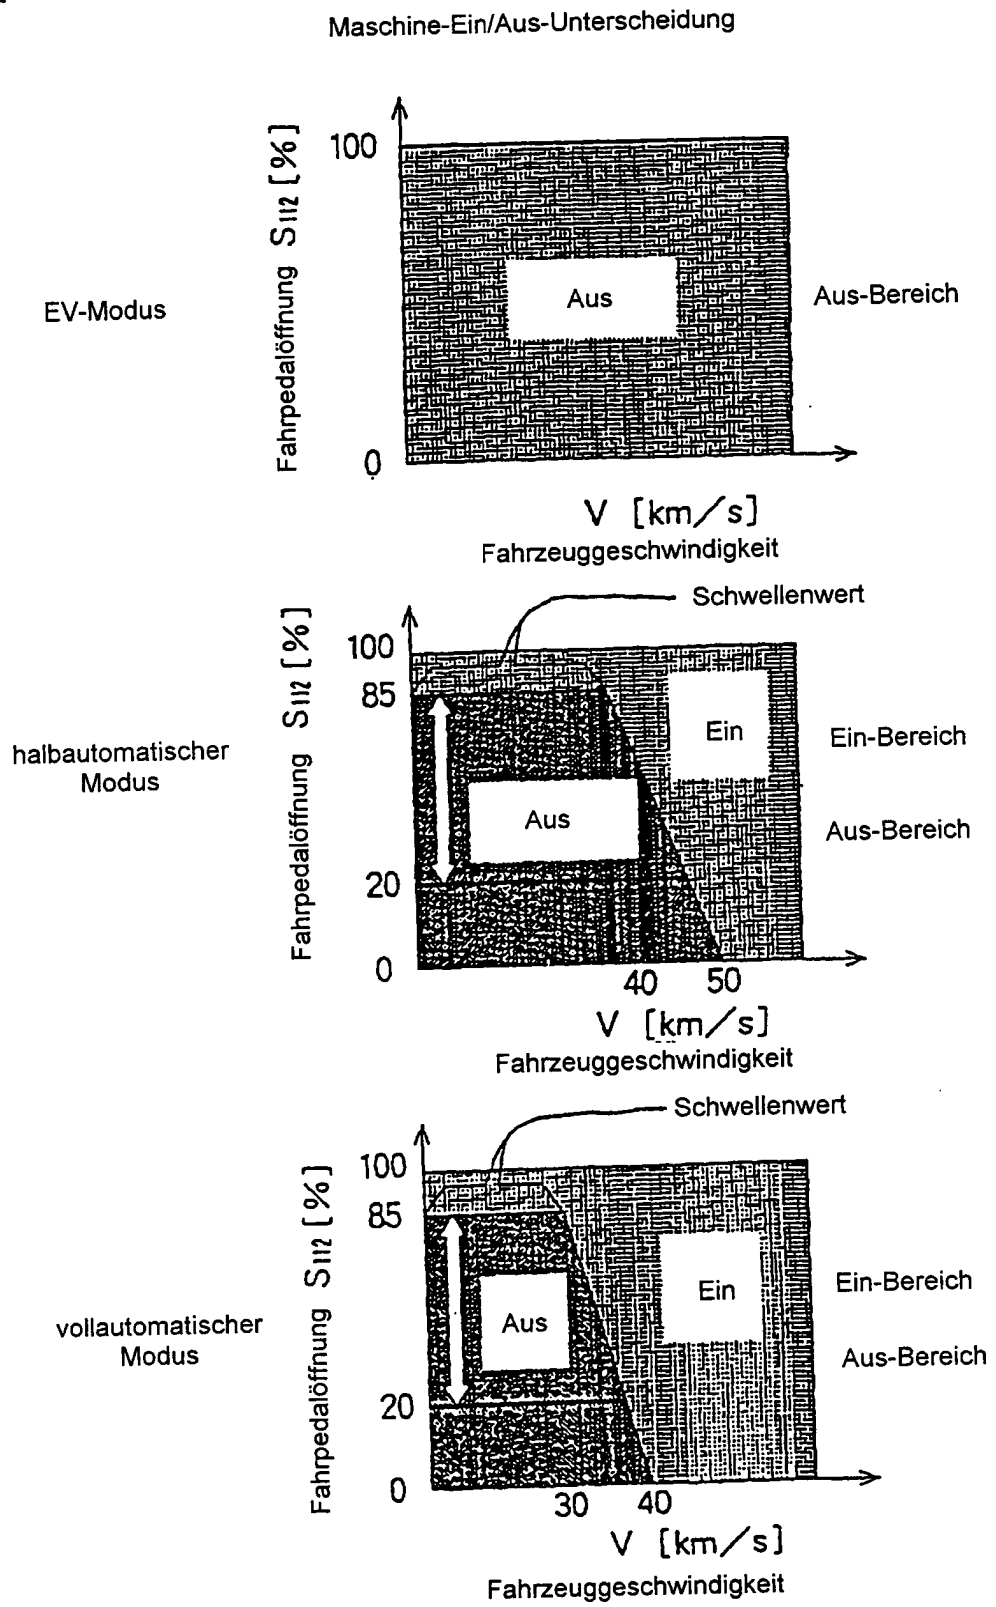 Maschine-Ein/Aus-Unterscheidung
100
Fahrpedalöffnung S112 [%]
EV-Modus
Aus
Aus-Bereich
0
V [km/s]
Fahrzeuggeschwindigkeit
Schwellenwert
100
85
Fahrpedalöffnung S112 [%]
halbautomatischer
Modus
Ein
Ein-Bereich
Aus
Aus-Bereich
20
0
40
50
V [km/s]
Fahrzeuggeschwindigkeit
Schwellenwert
100
85
Fahrpedalöffnung S112 [%]
vollautomatischer
Modus
Ein
Ein-Bereich
Aus
Aus-Bereich
20
0
30
40
V [km/s]
Fahrzeuggeschwindigkeit